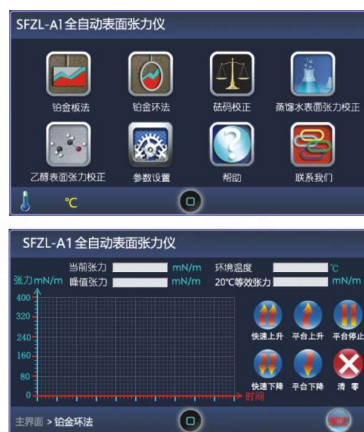 SFZL-A1全自动表面张力仪
铂金板法 铂金环法 砝码校正 蒸馏水表面张力校正
乙醇表面张力校正 参数设置 帮助 联系我们
℃
SFZL-A1 全自动表面张力仪
当前张力 mN/m 环境温度 ℃
张力mN/m 峰值张力 mN/m 20℃等效张力 mN/m
400
320
快速上升 平台上升 平台停止
240
160
80
快速下降 平台下降 清 零
0 时间
主界面 > 铂金环法